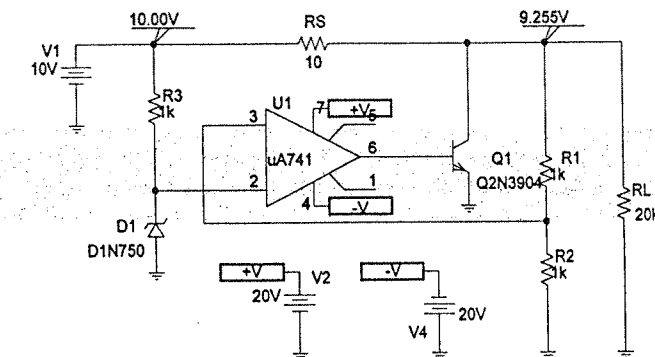 10.00V
RS
9.255V
V1
10V
10
R3
1k
U1
7
+V
5
3
uA741
6
2
1
4
-V
Q1
Q2N3904
R1
1k
RL
20k
D1
D1N750
R2
1k
+V
V2
20V
-V
20V
V4